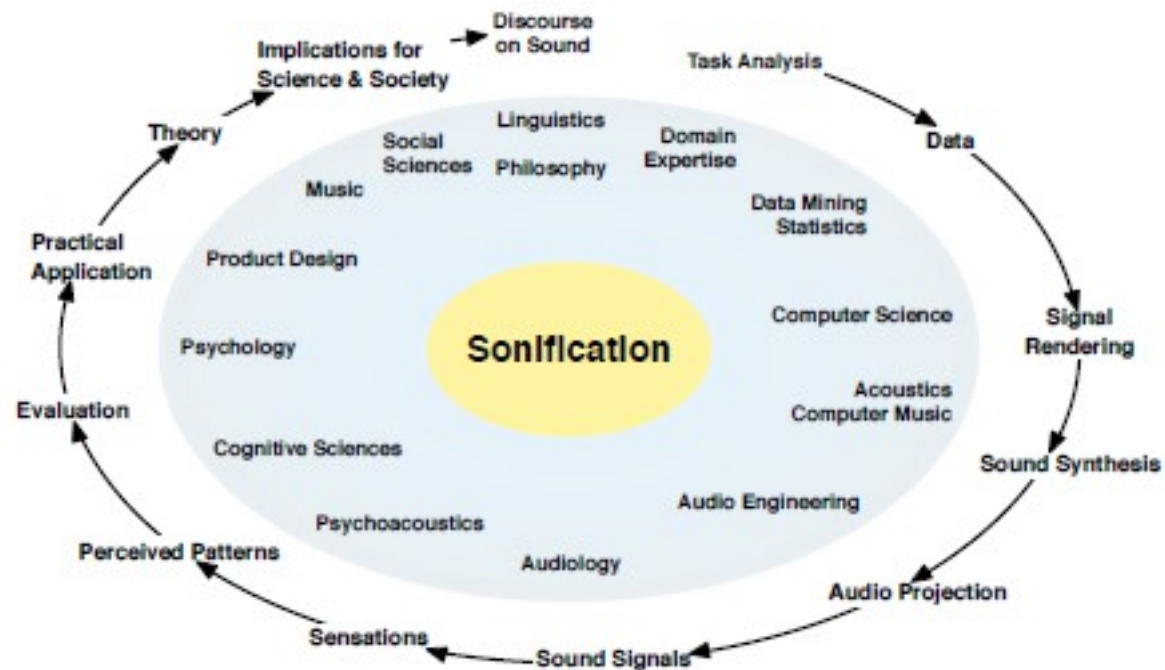 Discourse
on Sound
Implications for
Science & Society
Task Analysis
Theory
Data
Linguistics
Philosophy
Social
Sciences
Domain
Expertise
Music
Data Mining
Statistics
Practical
Application
Product Design
Computer Science
Signal
Rendering
Sonification
Psychology
Acoustics
Computer Music
Evaluation
Cognitive Sciences
Sound Synthesis
Audio Engineering
Psychoacoustics
Audiology
Perceived Patterns
Audio Projection
Sensations
Sound Signals